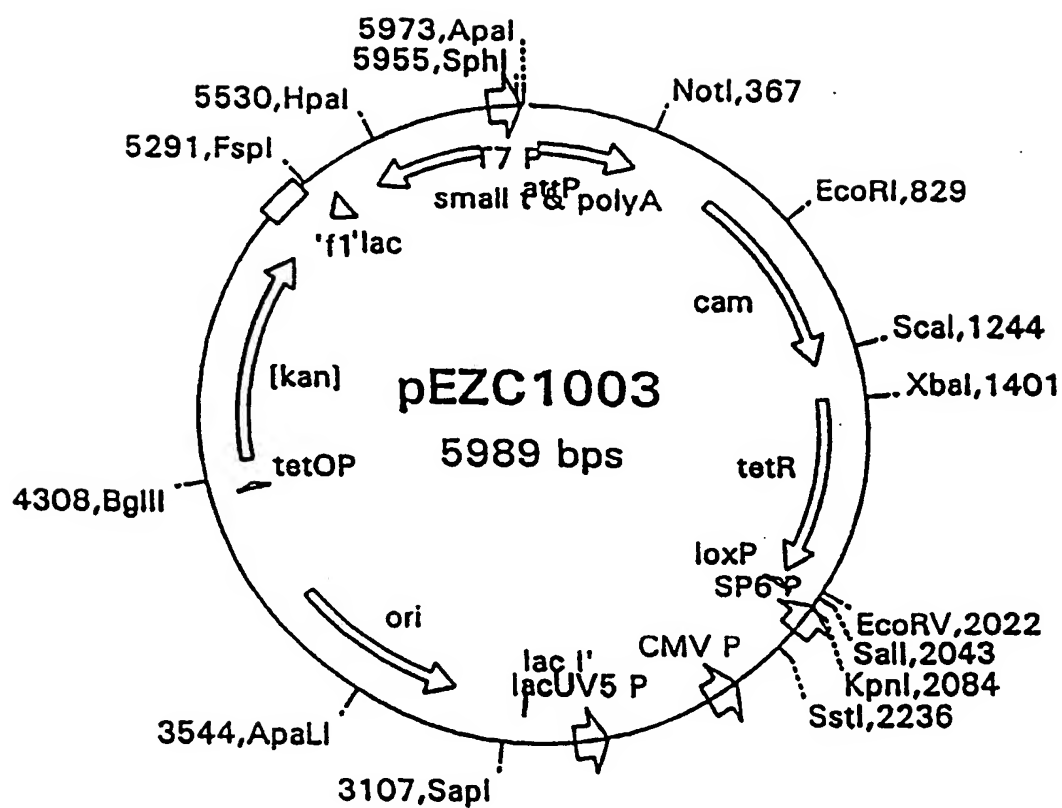 5973,ApaI
5955,SphI
5530,HpaI
NotI,367
5291,FspI
T7 P
attP
small t & polyA
EcoRI,829
'f1'
lac
cam
ScaI,1244
[kan]
pEZC1003
XbaI,1401
5989 bps
tetR
tetOP
4308,BglII
loxP
SP6 P
EcoRV,2022
ori
SalI,2043
CMV P
lac I'
KpnI,2084
lacUV5 P
SstI,2236
3544,ApaLI
3107,SapI